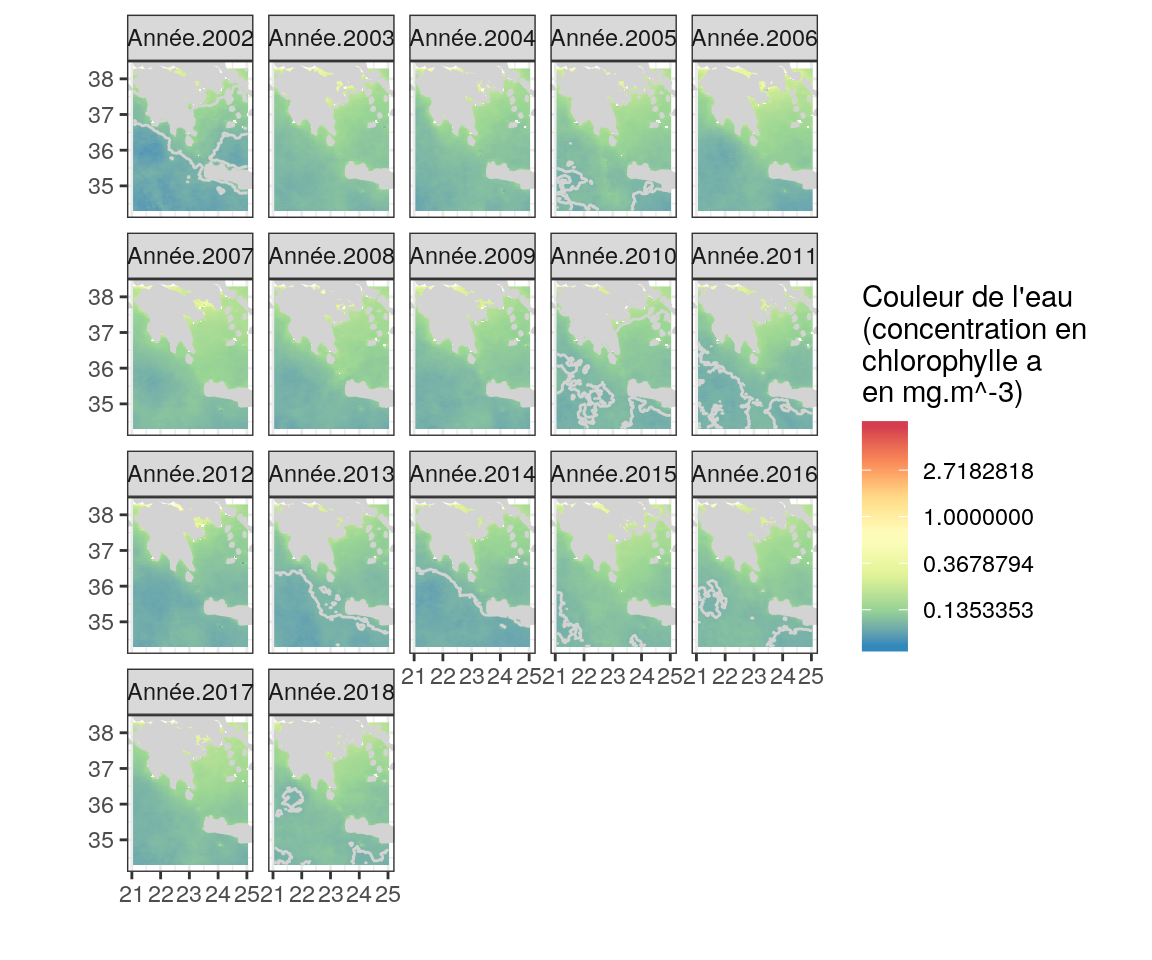 Année.2002 Année.2003 Année.2004 Année.2005 Année.2006
38
37
36
35
Année.2007 Année.2008 Année.2009 Année.2010 Année.2011
38
37
36
35
Année.2012 Année.2013 Année.2014 Année.2015 Année.2016
38
37
36
35
21 22 23 24 25 21 22 23 24 25 21 22 23 24 25
Année.2017 Année.2018
38
37
36
35
21 22 23 24 25 21 22 23 24 25
Couleur de l'eau
(concentration en
chlorophylle a
en mg.m^-3)
2.7182818
1.0000000
0.3678794
0.1353353